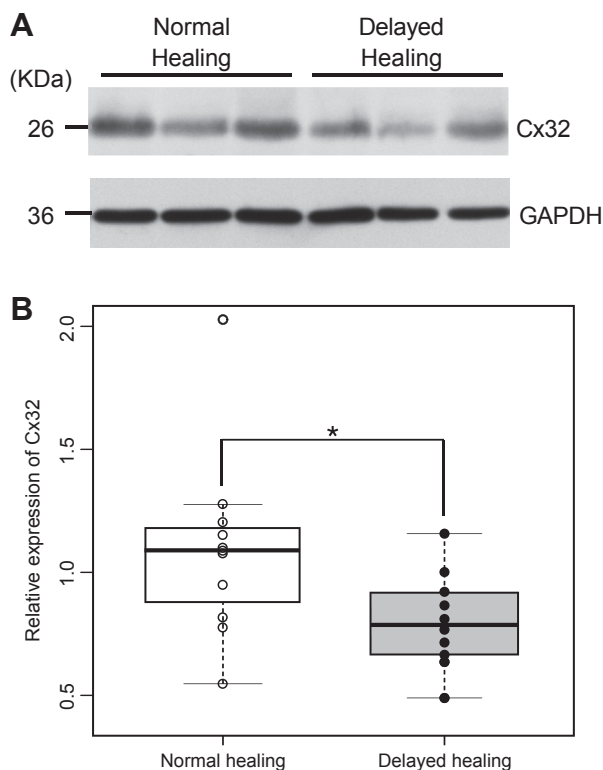 A
Normal Healing
Delayed Healing
(KDa)
26
Cx32
36
GAPDH
B
Relative expression of Cx32
2.0
1.5
1.0
0.5
*
Normal healing
Delayed healing